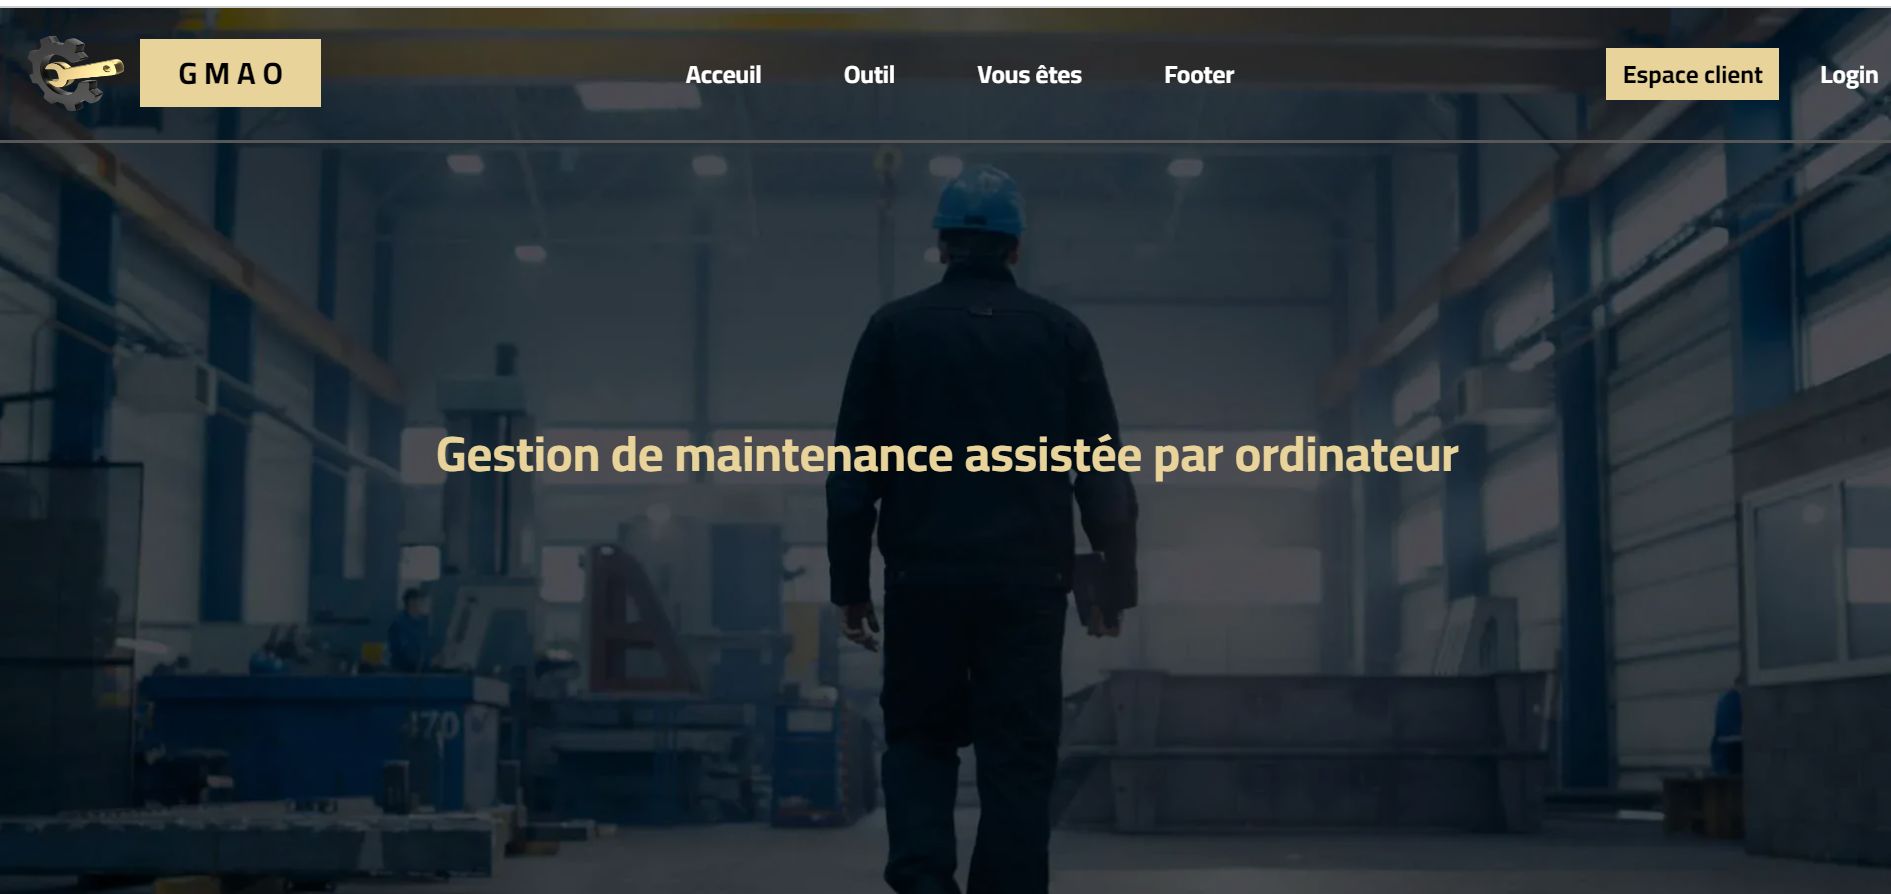 GMAO
Acceuil
Outil
Vous êtes
Footer
Espace client
Login
Gestion de maintenance assistée par ordinateur
170